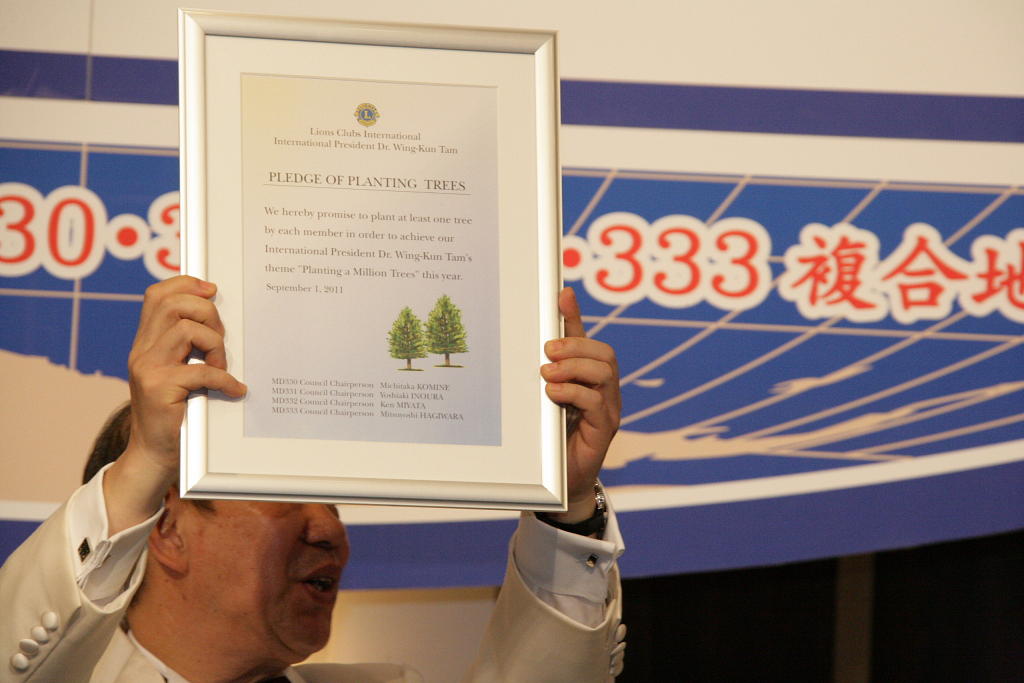 L
Lions Clubs International
International President Dr. Wing-Kun Tam
PLEDGE OF PLANTING TREES
We hereby promise to plant at least one tree
by each member in order to achieve our
International President Dr. Wing-Kun Tam's
theme "Planting a Million Trees" this year.
September 1, 2011
MD330 Council Chairperson Michitaka KOMINE
MD331 Council Chairperson Yoshiaki INOURA
MD332 Council Chairperson Ken MIYATA
MD333 Council Chairperson Mitsuyoshi HAGIWARA
30・3
・333 複合地